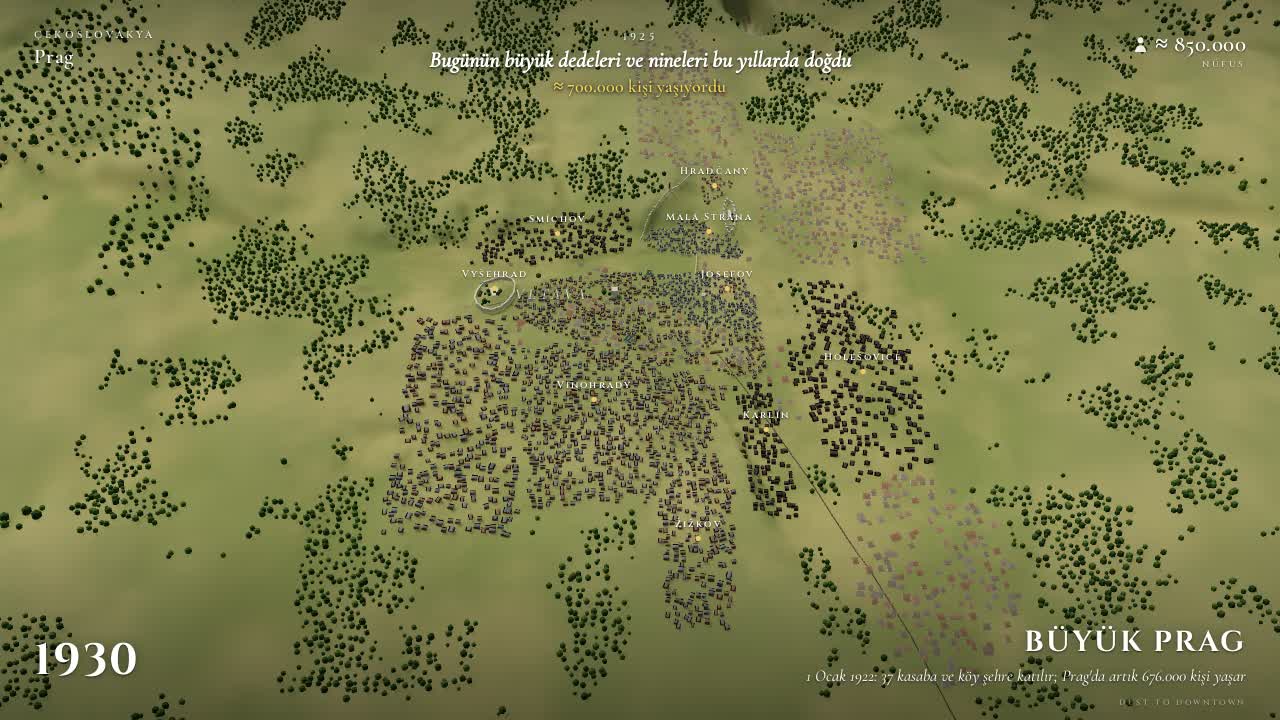 ÇEKOSLOVAKYA
Prag
1925
Bugünün büyük dedeleri ve nineleri bu yıllarda doğdu
≈ 700.000 kişi yaşıyordu
≈ 850.000
NÜFUS
HRADČANY
SMÍCHOV
MALÁ STRANA
VYŠEHRAD
JOSEFOV
VLTAVA
HOLEŠOVICE
VINOHRADY
KARLÍN
ŽIŽKOV
1930
BÜYÜK PRAG
1 Ocak 1922: 37 kasaba ve köy şehre katılır; Prag'da artık 676.000 kişi yaşar
DUST TO DOWNTOWN